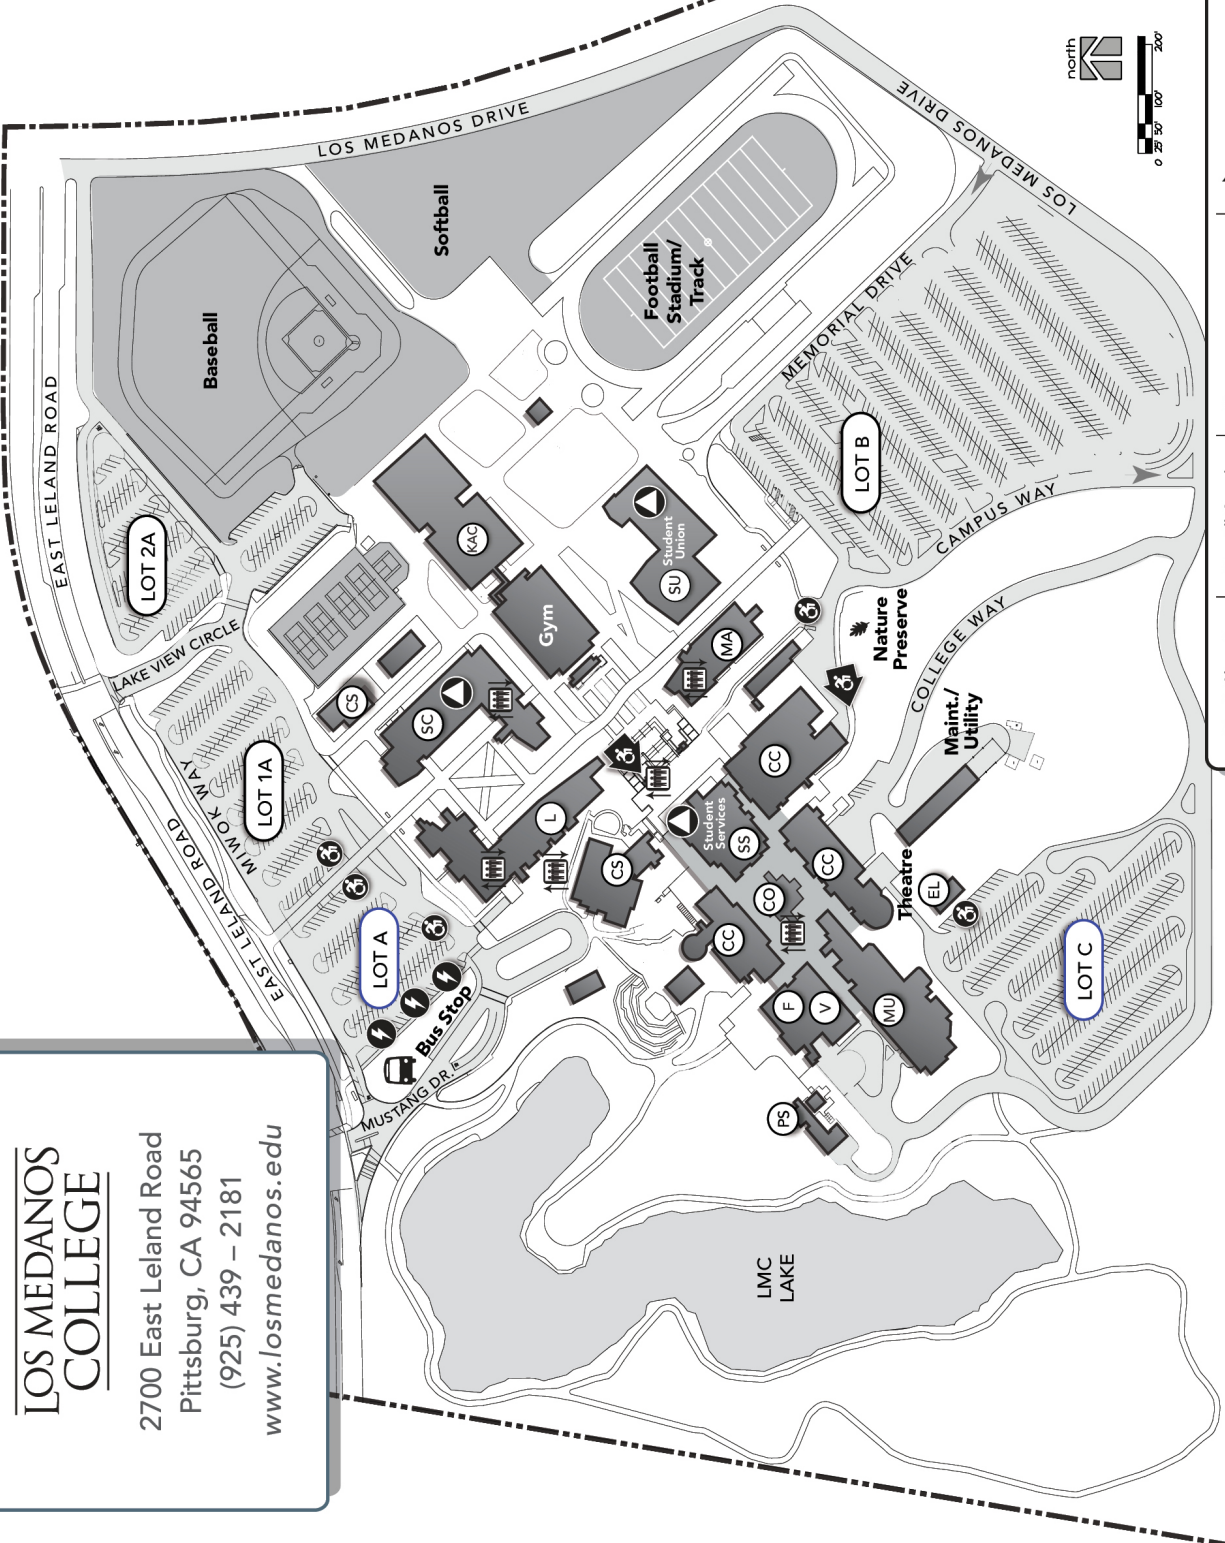 LOS MEDANOS
COLLEGE
2700 East Leland Road
Pittsburg, CA 94565
(925) 439 – 2181
www.losmedanos.edu
EAST LELAND ROAD
EAST LELAND ROAD
MIWOK WAY
LAKE VIEW CIRCLE
LOS MEDANOS DRIVE
LOS MEDANOS DRIVE
LOS MEDANOS
MEMORIAL DRIVE
CAMPUS WAY
COLLEGE WAY
MUSTANG DR.
LOT 2A
LOT 1A
LOT A
LOT B
LOT C
Baseball
Softball
Football
Stadium/
Track
Bus Stop
KAC
Gym
CS
SC
SU
Student
Union
MA
L
CS
Student
Services
SS
CC
CC
CC
CO
F
V
MU
PS
EL
Theatre
Maint./
Utility
Nature
Preserve
LMC
LAKE
north
0 25' 50' 100' 200'